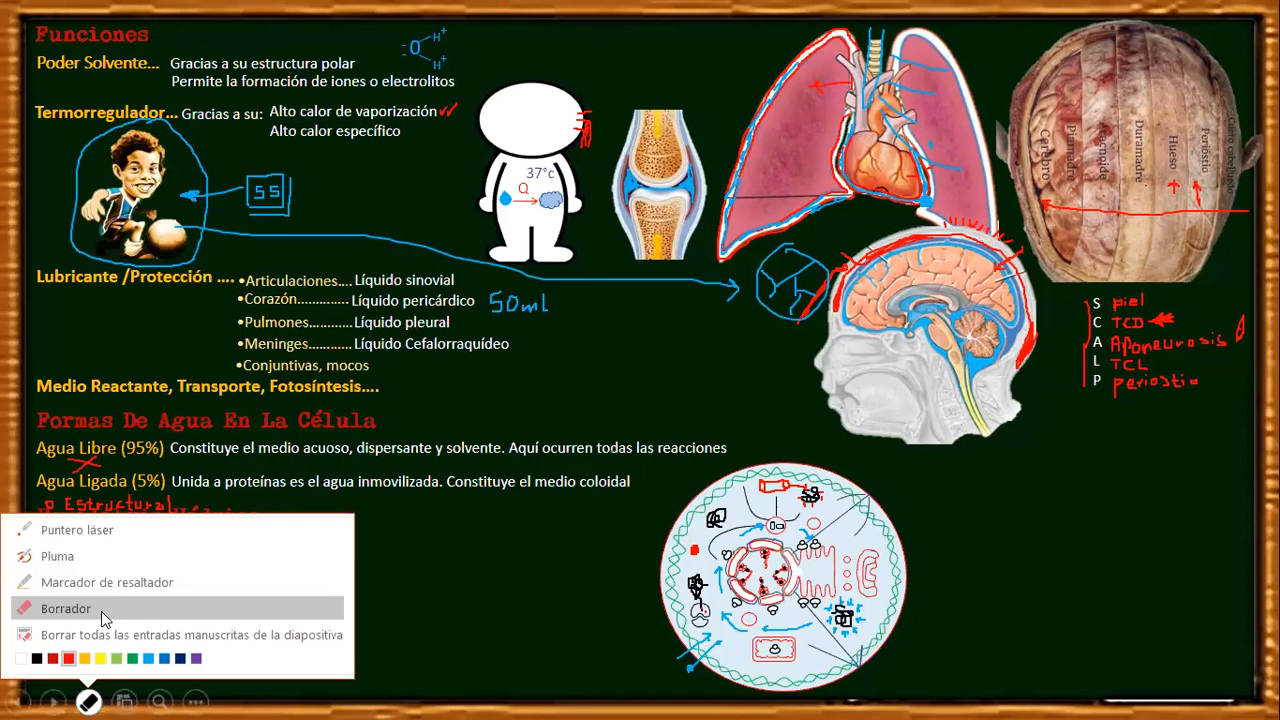 Funciones
Poder Solvente... Gracias a su estructura polar
Permite la formación de iones o electrolitos
O H+
H+
Termorregulador... Gracias a su: Alto calor de vaporización
Alto calor específico
55
37°c
Q
Lubricante /Protección ....
•Articulaciones.... Líquido sinovial
•Corazón............. Líquido pericárdico 50ml
•Pulmones............ Líquido pleural
•Meninges............ Líquido Cefalorraquídeo
•Conjuntivas, mocos
Medio Reactante, Transporte, Fotosíntesis....
Formas De Agua En La Célula
Agua Libre (95%) Constituye el medio acuoso, dispersante y solvente. Aquí ocurren todas las reacciones
Agua Ligada (5%) Unida a proteínas es el agua inmovilizada. Constituye el medio coloidal
Estructural
Cerebro
Piamadre
Aracnoide
Duramadre
Hueso
Periostio
Cuero cabelludo
S piel
C TCD
A Aponeurosis
L TCL
P periostio
Puntero láser
Pluma
Marcador de resaltador
Borrador
Borrar todas las entradas manuscritas de la diapositiva